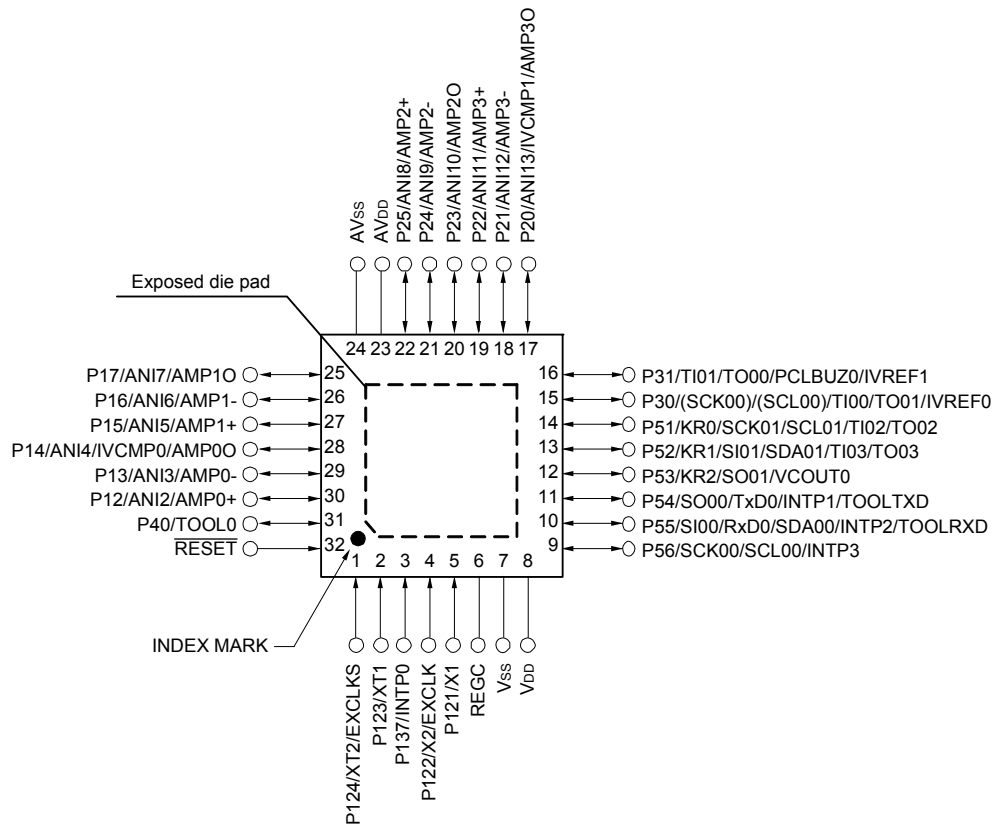 AVSS
AVDD
P25/ANI8/AMP2+
P24/ANI9/AMP2-
P23/ANI10/AMP2O
P22/ANI11/AMP3+
P21/ANI12/AMP3-
P20/ANI13/IVCMP1/AMP3O
Exposed die pad
24 23 22 21 20 19 18 17
P17/ANI7/AMP1O 25
P16/ANI6/AMP1- 26
P15/ANI5/AMP1+ 27
P14/ANI4/IVCMP0/AMP0O 28
P13/ANI3/AMP0- 29
P12/ANI2/AMP0+ 30
P40/TOOL0 31
RESET 32
16 P31/TI01/TO00/PCLBUZ0/IVREF1
15 P30/(SCK00)/(SCL00)/TI00/TO01/IVREF0
14 P51/KR0/SCK01/SCL01/TI02/TO02
13 P52/KR1/SI01/SDA01/TI03/TO03
12 P53/KR2/SO01/VCOUT0
11 P54/SO00/TxD0/INTP1/TOOLTXD
10 P55/SI00/RxD0/SDA00/INTP2/TOOLRXD
9 P56/SCK00/SCL00/INTP3
1 2 3 4 5 6 7 8
INDEX MARK
P124/XT2/EXCLKS
P123/XT1
P137/INTP0
P122/X2/EXCLK
P121/X1
REGC
VSS
VDD